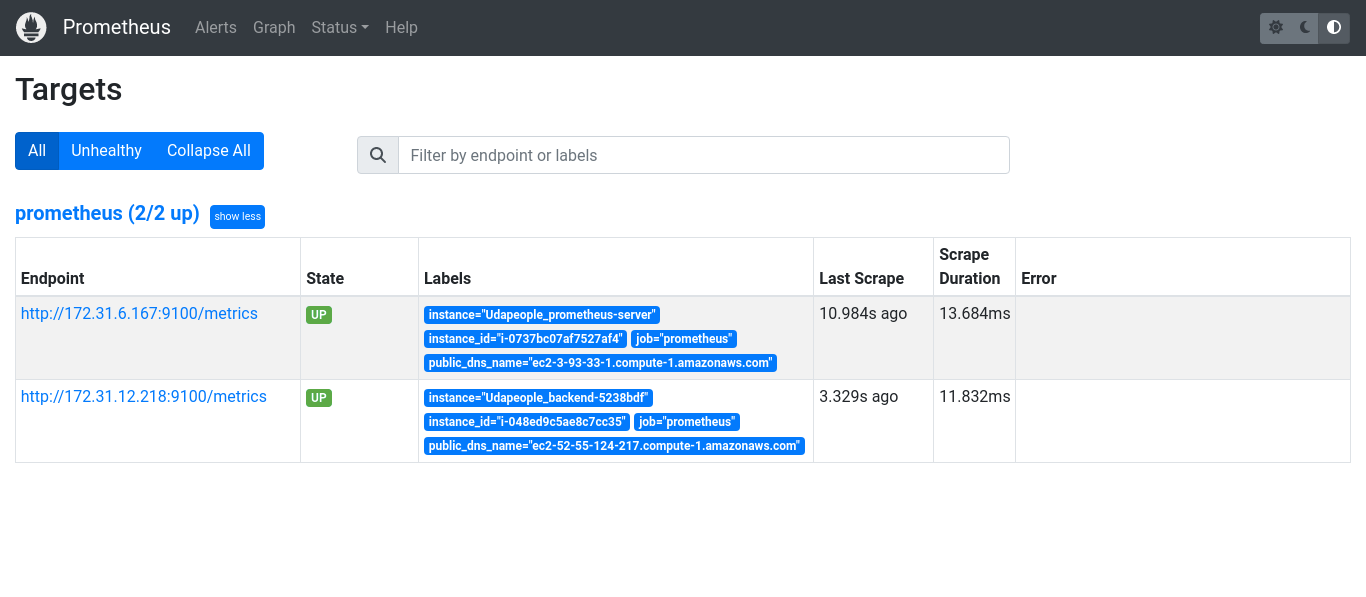 Prometheus Alerts Graph Status Help
Targets
All Unhealthy Collapse All
Filter by endpoint or labels
prometheus (2/2 up) show less
Endpoint State Labels Last Scrape Scrape Duration Error
http://172.31.6.167:9100/metrics UP instance="Udapeople_prometheus-server" 10.984s ago 13.684ms
instance_id="i-0737bc07af7527af4" job="prometheus"
public_dns_name="ec2-3-93-33-1.compute-1.amazonaws.com"
http://172.31.12.218:9100/metrics UP instance="Udapeople_backend-5238bdf" 3.329s ago 11.832ms
instance_id="i-048ed9c5ae8c7cc35" job="prometheus"
public_dns_name="ec2-52-55-124-217.compute-1.amazonaws.com"